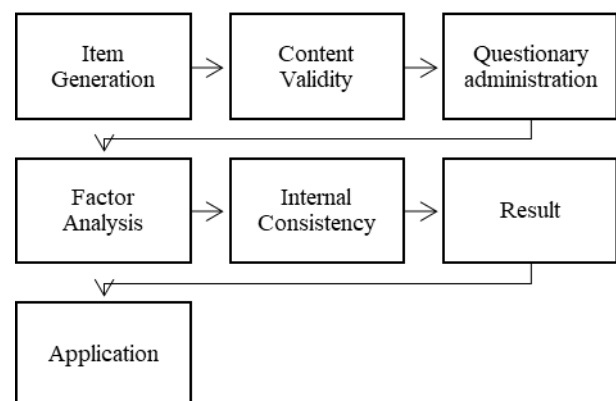 Item
Generation
Content
Validity
Questionary
administration
Factor
Analysis
Internal
Consistency
Result
Application